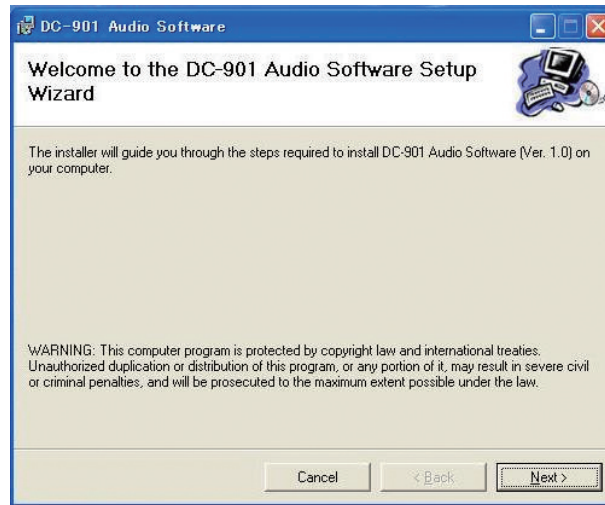 DC-901 Audio Software
Welcome to the DC-901 Audio Software Setup
Wizard
The installer will guide you through the steps required to install DC-901 Audio Software (Ver. 1.0) on
your computer.
WARNING: This computer program is protected by copyright law and international treaties.
Unauthorized duplication or distribution of this program, or any portion of it, may result in severe civil
or criminal penalties, and will be prosecuted to the maximum extent possible under the law.
Cancel < Back Next >